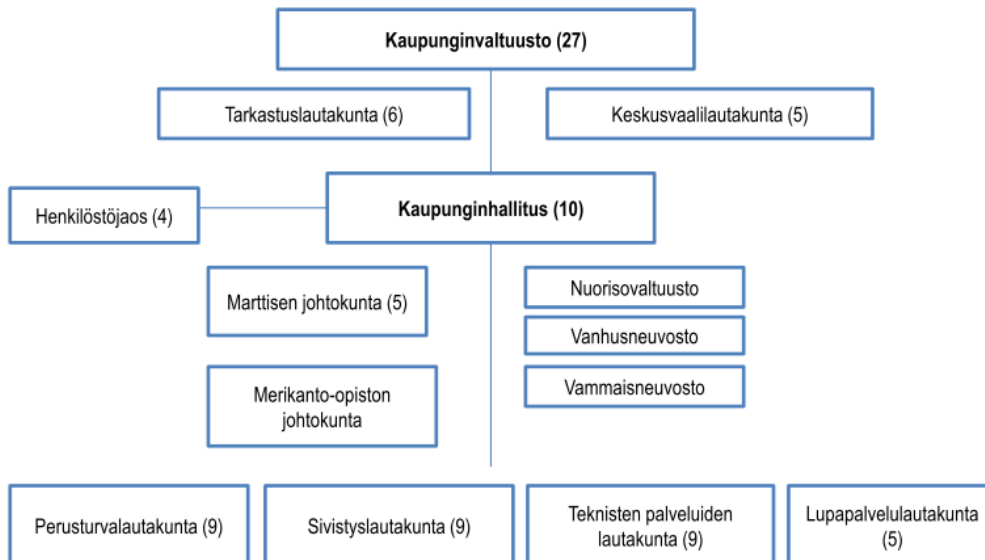 Kaupunginvaltuusto (27)
Tarkastuslautakunta (6)
Keskusvaalilautakunta (5)
Henkilöstöjaos (4)
Kaupunginhallitus (10)
Marttisen johtokunta (5)
Nuorisovaltuusto
Vanhusneuvosto
Vammaisneuvosto
Merikanto-opiston
johtokunta
Perusturvalautakunta (9)
Sivistyslautakunta (9)
Teknisten palveluiden
lautakunta (9)
Lupapalvelulautakunta
(5)